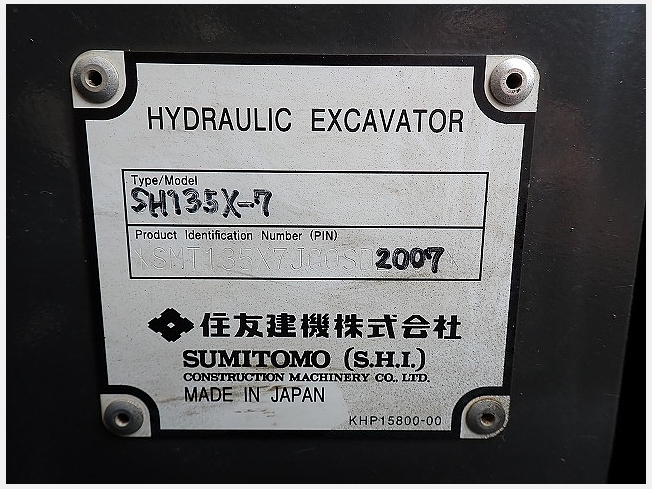 HYDRAULIC EXCAVATOR
Type/Model
SH135X-7
Product Identification Number (PIN)
2007
住友建機株式会社
SUMITOMO (S.H.I.)
CONSTRUCTION MACHINERY CO., LTD.
MADE IN JAPAN
KHP15800-00